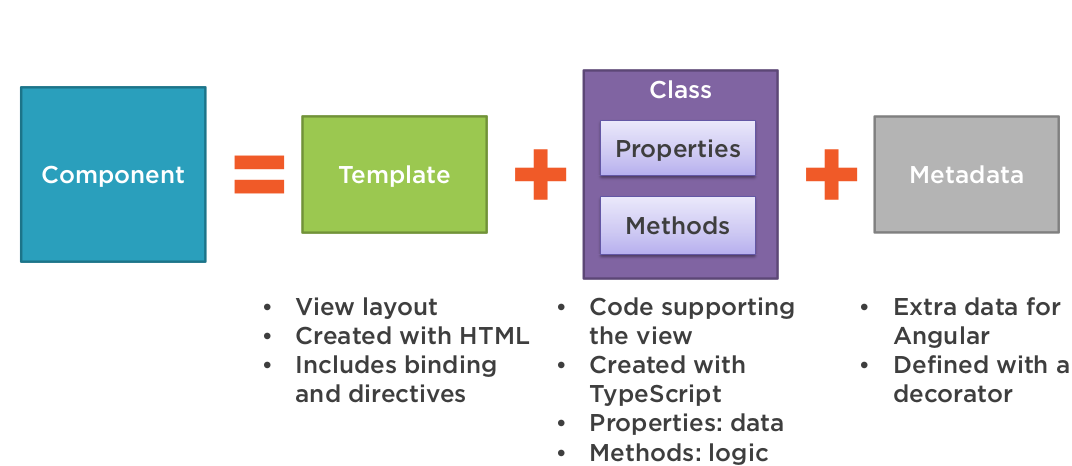 Component
=
Template
+
Class
Properties
Methods
+
Metadata
• View layout
• Created with HTML
• Includes binding
and directives
• Code supporting
the view
• Created with
TypeScript
• Properties: data
• Methods: logic
• Extra data for
Angular
• Defined with a
decorator